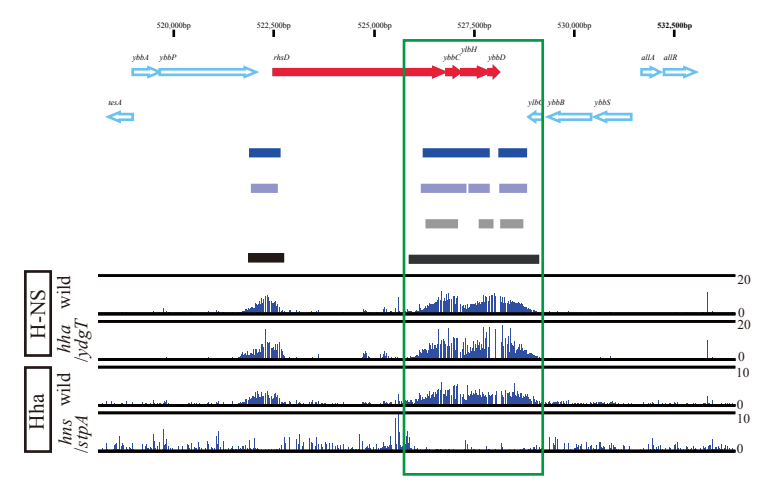 520,000bp 522,500bp 525,000bp 527,500bp 530,000bp 532,500bp
ylbH
ybbA ybbP rhsD ybbC ybbD allA allR
tesA ylbG ybbB ybbS
20
H-NS wild
0
20
hha
/ydgT
0
10
Hha wild
0
10
hns
/stpA
0